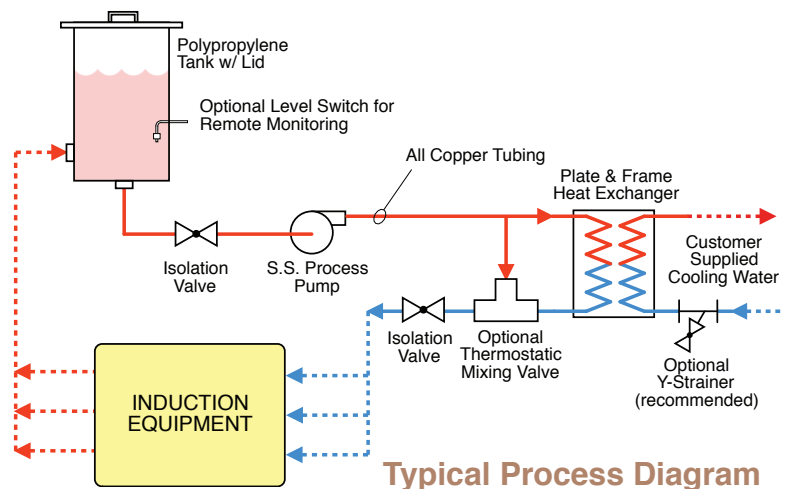 Polypropylene
Tank w/ Lid
Optional Level Switch for
Remote Monitoring
All Copper Tubing
Plate & Frame
Heat Exchanger
Isolation
Valve
S.S. Process
Pump
Customer
Supplied
Cooling Water
Isolation
Valve
Optional
Thermostatic
Mixing Valve
Optional
Y-Strainer
(recommended)
INDUCTION
EQUIPMENT
Typical Process Diagram